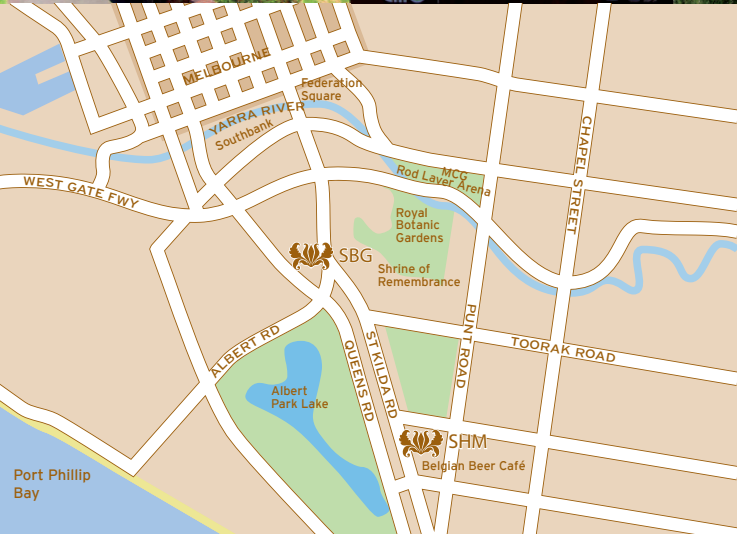 MELBOURNE
Federation
Square
YARRA RIVER
Southbank
CHAPEL STREET
MCG
Rod Laver Arena
WEST GATE FWY
Royal
Botanic
Gardens
SBG
Shrine of
Remembrance
ALBERT RD
QUEENS RD
ST KILDA RD
PUNT ROAD
TOORAK ROAD
Albert
Park Lake
SHM
Belgian Beer Café
Port Phillip
Bay